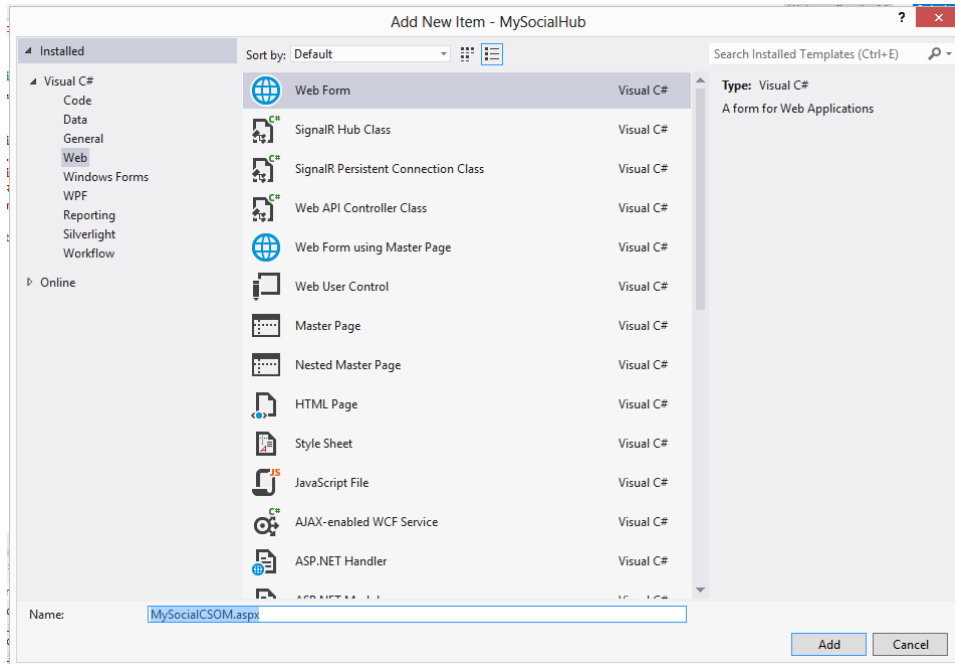 Add New Item - MySocialHub
?
Installed
Sort by: Default
Search Installed Templates (Ctrl+E)
Visual C#
Code
Data
General
Web
Windows Forms
WPF
Reporting
Silverlight
Workflow
Online
Web Form Visual C#
C# SignalR Hub Class Visual C#
C# SignalR Persistent Connection Class Visual C#
C# Web API Controller Class Visual C#
Web Form using Master Page Visual C#
Web User Control Visual C#
Master Page Visual C#
Nested Master Page Visual C#
HTML Page Visual C#
Style Sheet Visual C#
JS JavaScript File Visual C#
C# AJAX-enabled WCF Service Visual C#
ASP.NET Handler Visual C#
Type: Visual C#
A form for Web Applications
Name: MySocialCSOM.aspx
Add Cancel